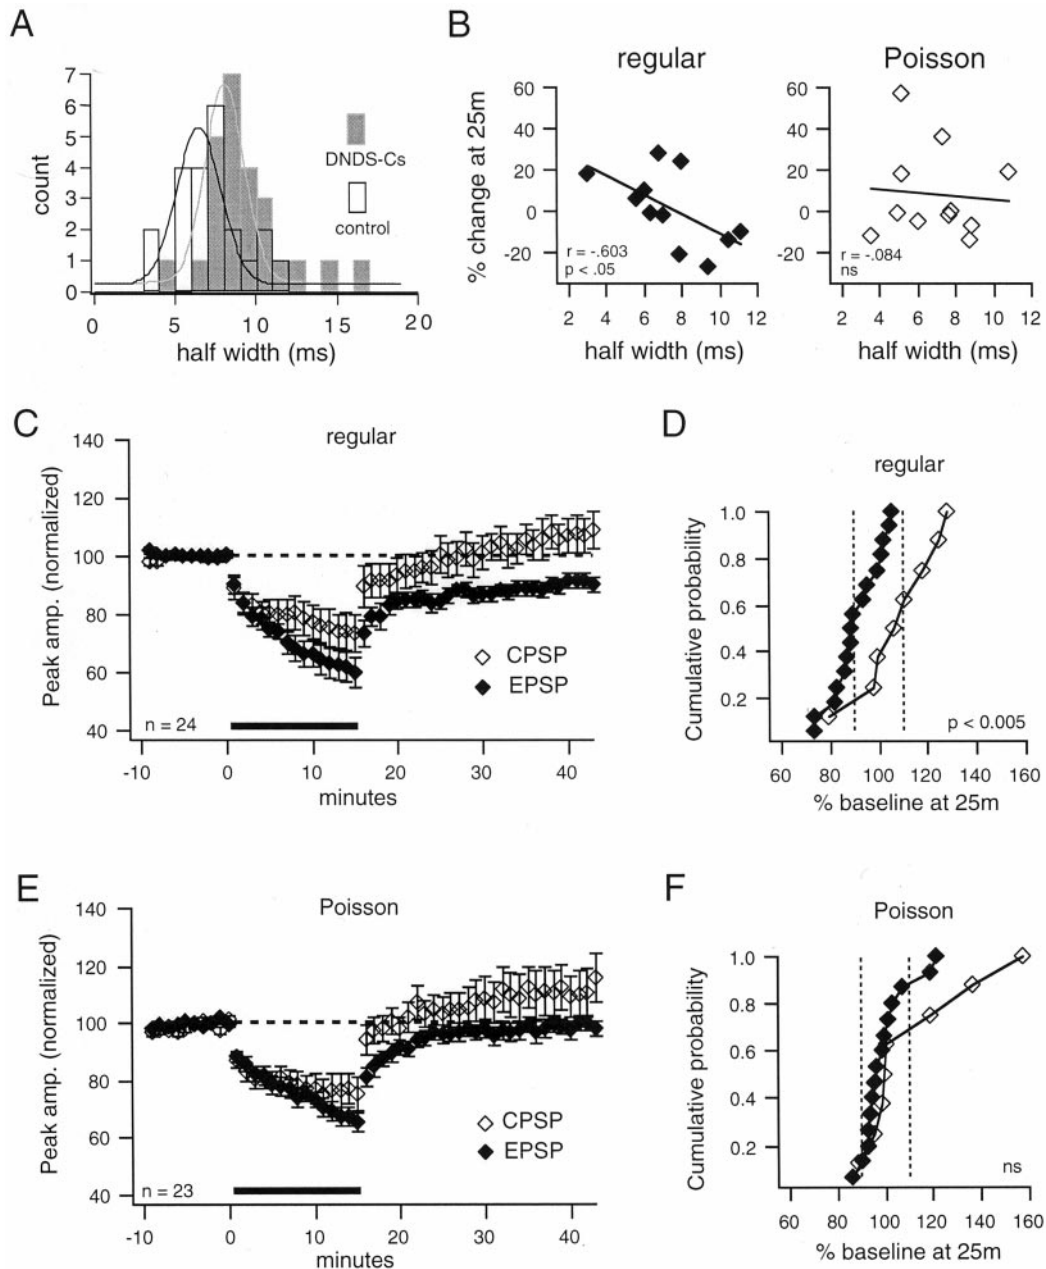 A
7
6
5
4
3
2
1
0
count
DNDS-Cs
control
0 5 10 15 20
half width (ms)
B
regular
60
40
20
0
-20
% change at 25m
r = -.603
p < .05
2 4 6 8 10 12
half width (ms)
Poisson
60
40
20
0
-20
r = -.084
ns
2 4 6 8 10 12
half width (ms)
C
regular
140
120
100
80
60
40
Peak amp. (normalized)
CPSP
EPSP
n = 24
-10 0 10 20 30 40
minutes
D
regular
1.0
0.8
0.6
0.4
0.2
Cumulative probability
p < 0.005
60 80 100 120 140 160
% baseline at 25m
E
Poisson
140
120
100
80
60
40
Peak amp. (normalized)
CPSP
EPSP
n = 23
-10 0 10 20 30 40
minutes
F
Poisson
1.0
0.8
0.6
0.4
0.2
Cumulative probability
ns
60 80 100 120 140 160
% baseline at 25m